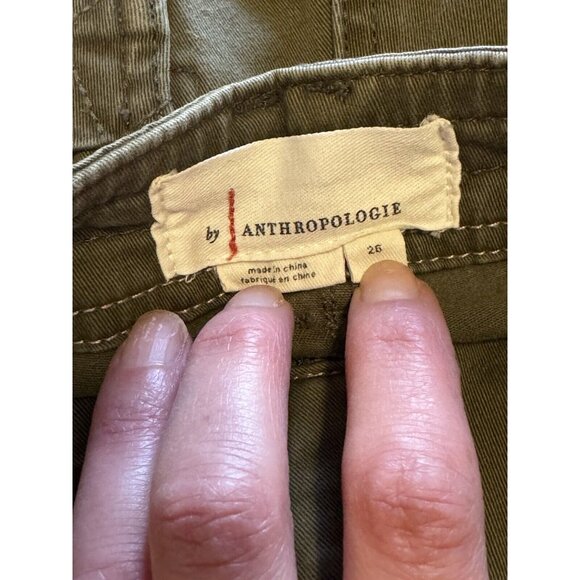 by ANTHROPOLOGIE
made in china
fabriqué en chine
26